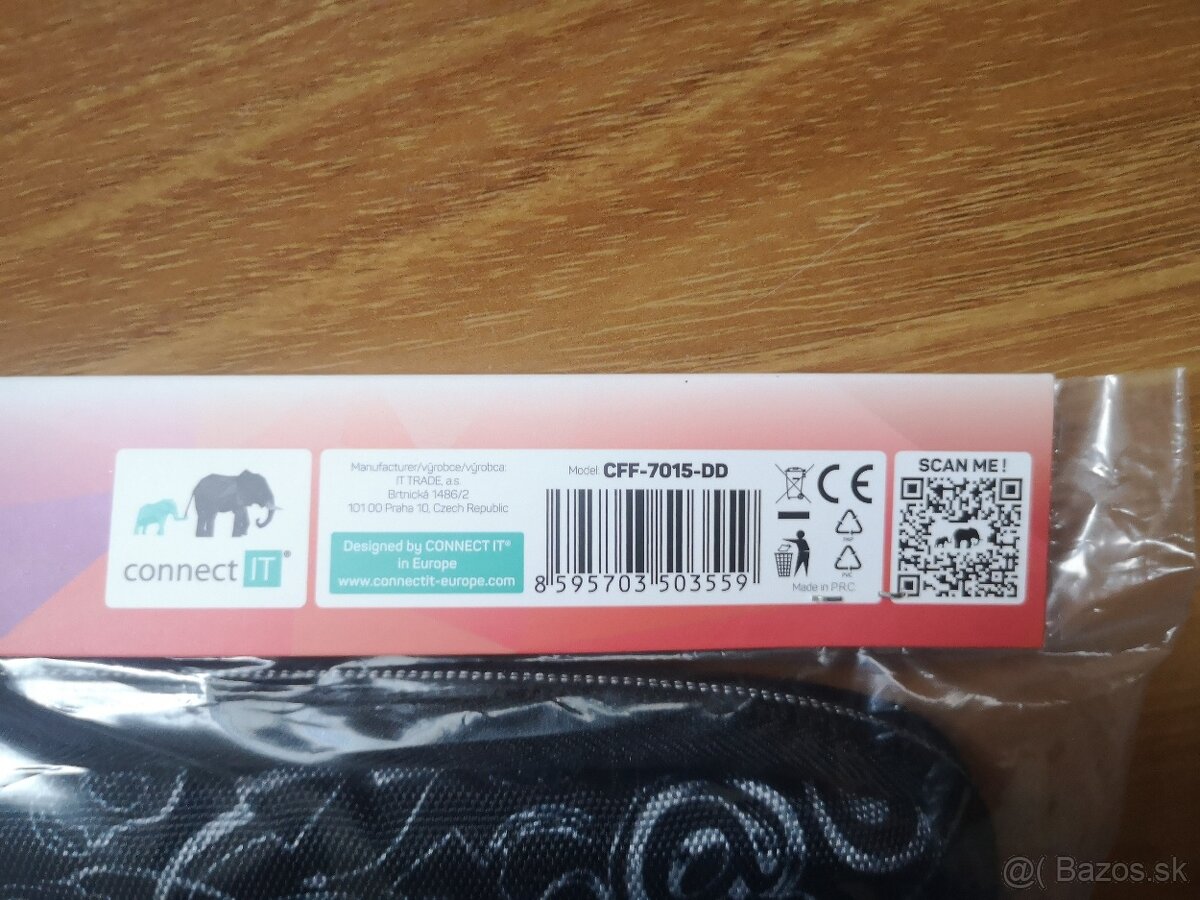 connect IT®
Manufacturer/výrobce/výrobca:
IT TRADE, a.s.
Brtnická 1486/2
101 00 Praha 10, Czech Republic
Designed by CONNECT IT®
in Europe
www.connectit-europe.com
Model: CFF-7015-DD
8 595703 503559
CE
PVC
Made in P.R.C.
SCAN ME!
@( Bazos.sk